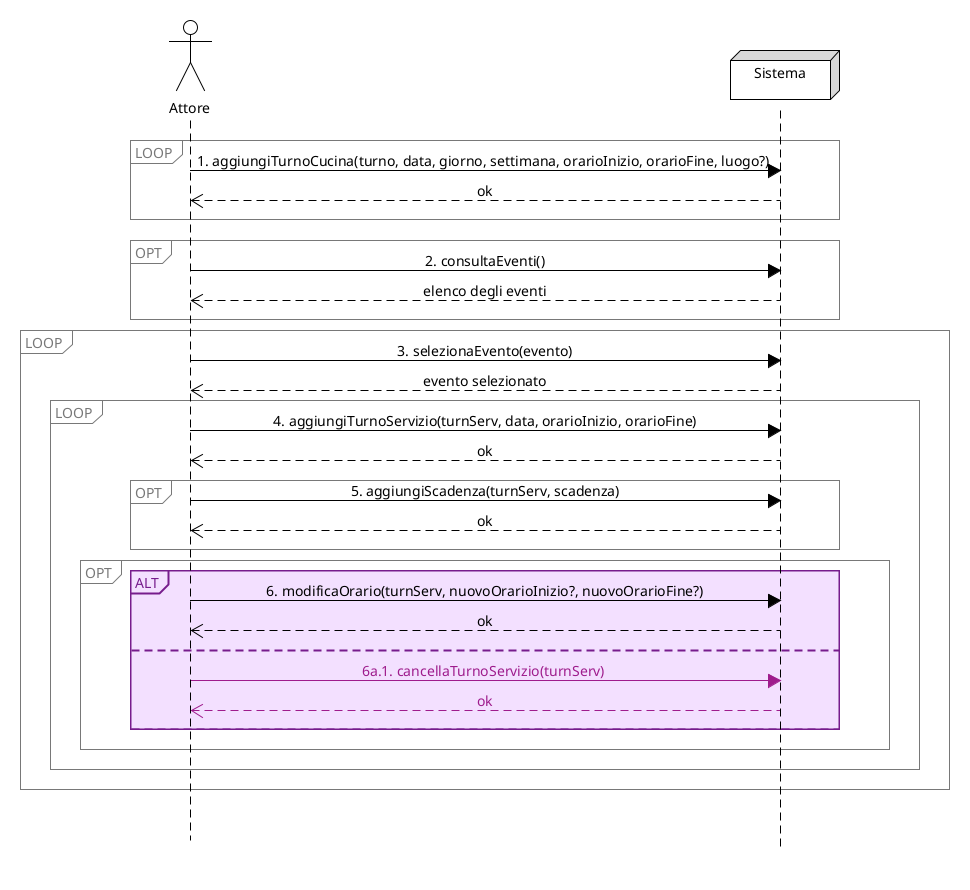 Attore
Sistema
LOOP
1. aggiungiTurnoCucina(turno, data, giorno, settimana, orarioInizio, orarioFine, luogo?)
ok
OPT
2. consultaEventi()
elenco degli eventi
LOOP
3. selezionaEvento(evento)
evento selezionato
LOOP
4. aggiungiTurnoServizio(turnServ, data, orarioInizio, orarioFine)
ok
OPT
5. aggiungiScadenza(turnServ, scadenza)
ok
OPT
ALT
6. modificaOrario(turnServ, nuovoOrarioInizio?, nuovoOrarioFine?)
ok
6a.1. cancellaTurnoServizio(turnServ)
ok